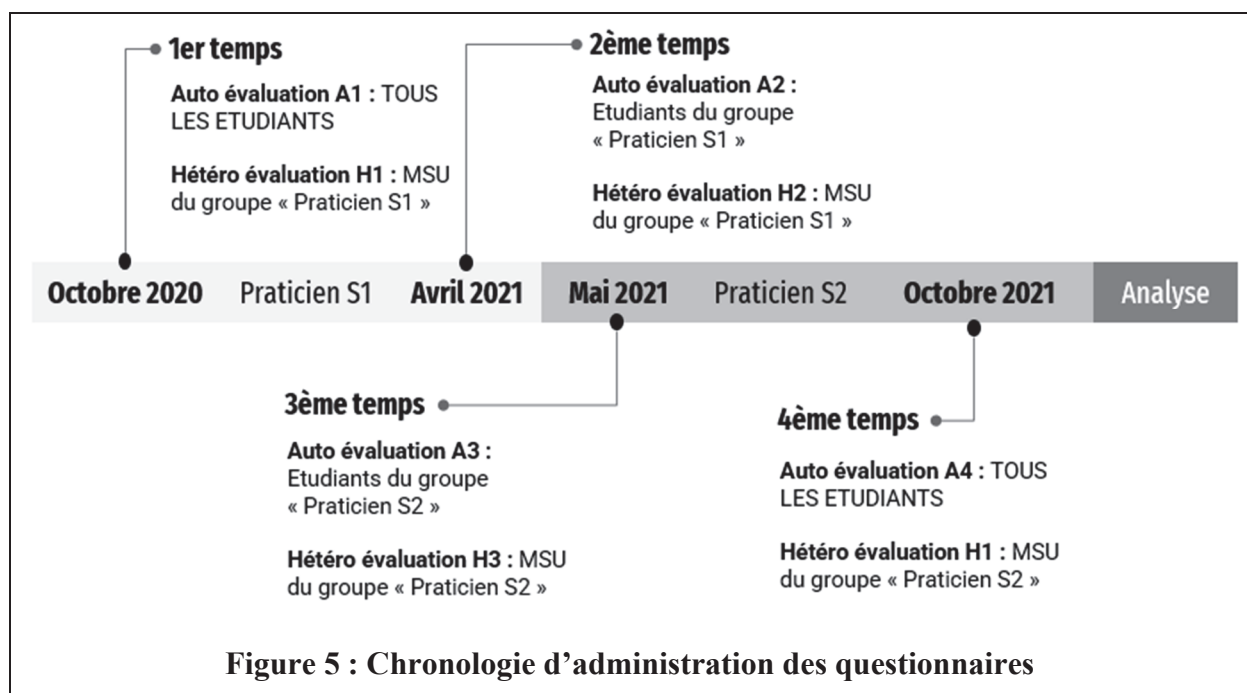 1er temps
Auto évaluation A1 : TOUS
LES ETUDIANTS
Hétéro évaluation H1 : MSU
du groupe « Praticien S1 »
2ème temps
Auto évaluation A2 :
Etudiants du groupe
« Praticien S1 »
Hétéro évaluation H2 : MSU
du groupe « Praticien S1 »
Octobre 2020 Praticien S1 Avril 2021 Mai 2021 Praticien S2 Octobre 2021 Analyse
3ème temps
Auto évaluation A3 :
Etudiants du groupe
« Praticien S2 »
Hétéro évaluation H3 : MSU
du groupe « Praticien S2 »
4ème temps
Auto évaluation A4 : TOUS
LES ETUDIANTS
Hétéro évaluation H1 : MSU
du groupe « Praticien S2 »
Figure 5 : Chronologie d’administration des questionnaires